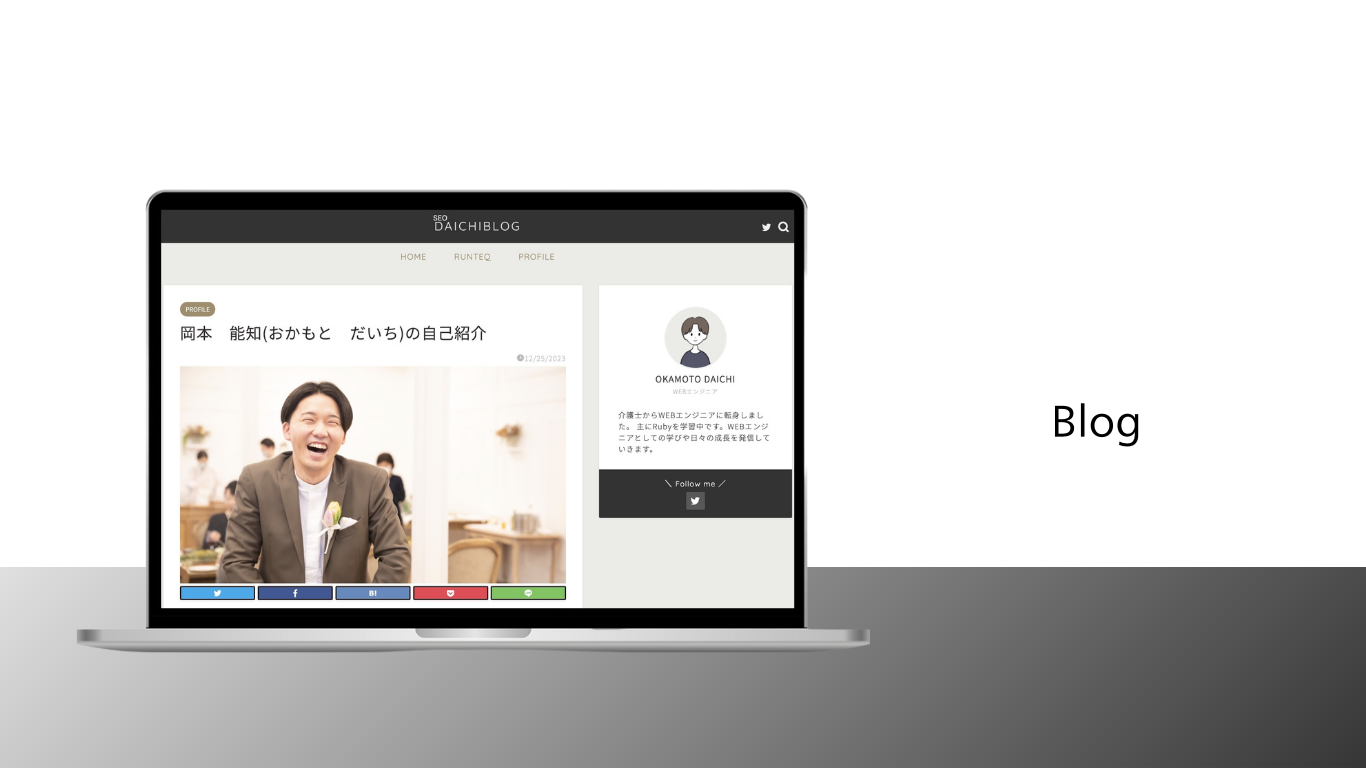 SEO
DAICHIBLOG
HOME RUNTEQ PROFILE
PROFILE
岡本　能知(おかもと　だいち)の自己紹介
12/25/2023
B!
OKAMOTO DAICHI
WEBエンジニア
介護士からWEBエンジニアに転身しまし
た。 主にRubyを学習中です。WEBエンジ
ニアとしての学びや日々の成長を発信して
いきます。
＼ Follow me ／
Blog